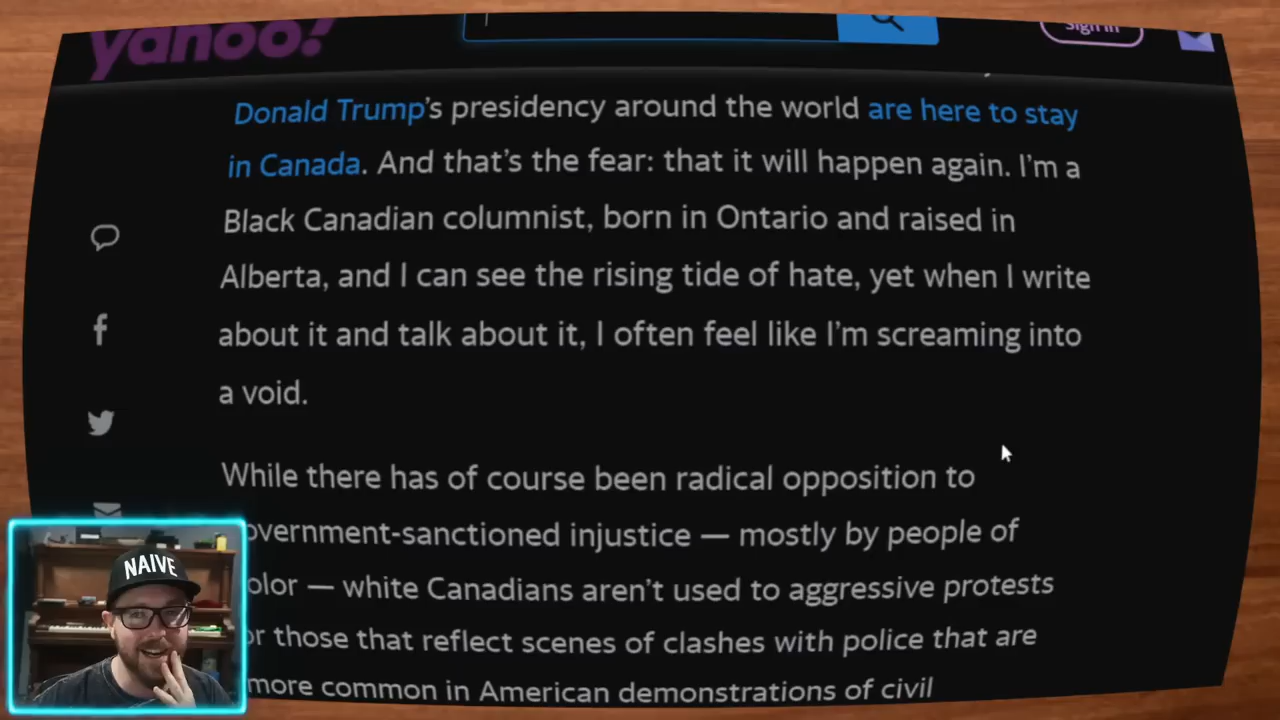 yahoo!
Sign in
Donald Trump's presidency around the world are here to stay
in Canada. And that's the fear: that it will happen again. I'm a
Black Canadian columnist, born in Ontario and raised in
Alberta, and I can see the rising tide of hate, yet when I write
about it and talk about it, I often feel like I'm screaming into
a void.
While there has of course been radical opposition to
overnment-sanctioned injustice — mostly by people of
olor — white Canadians aren't used to aggressive protests
or those that reflect scenes of clashes with police that are
more common in American demonstrations of civil
NAIVE